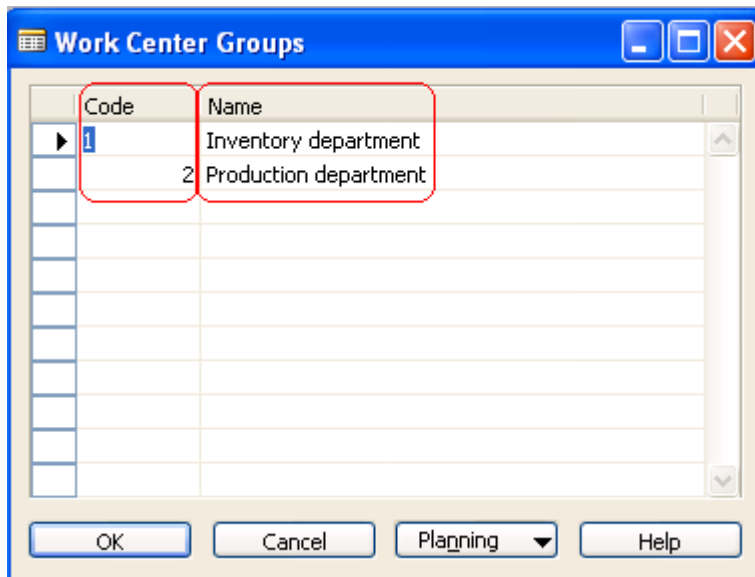 Work Center Groups
Code Name
1 Inventory department
2 Production department
OK Cancel Planning Help